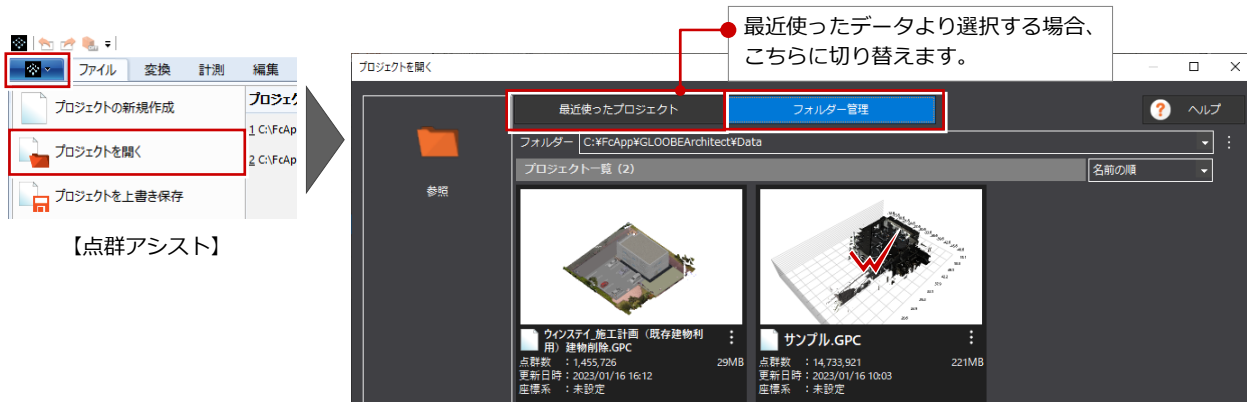 最近使ったデータより選択する場合、
こちらに切り替えます。
ファイル 変換 計測 編集
プロジェクトの新規作成
プロジェクトを開く
プロジェクトを上書き保存
プロジェ
1 C:\FcAp
2 C:\FcAp
【点群アシスト】
プロジェクトを開く
参照
最近使ったプロジェクト
フォルダー管理
? ヘルプ
フォルダー C:¥FcApp¥GLOOBEArchitect¥Data
プロジェクト一覧（2）
名前の順
ウィンステイ_施工計画（既存建物利
用）建物削除.GPC
点群数 ：1,455,726 29MB
更新日時：2023/01/16 16:12
座標系 ：未設定
サンプル.GPC
点群数 ：14,733,921 221MB
更新日時：2023/01/16 10:03
座標系 ：未設定